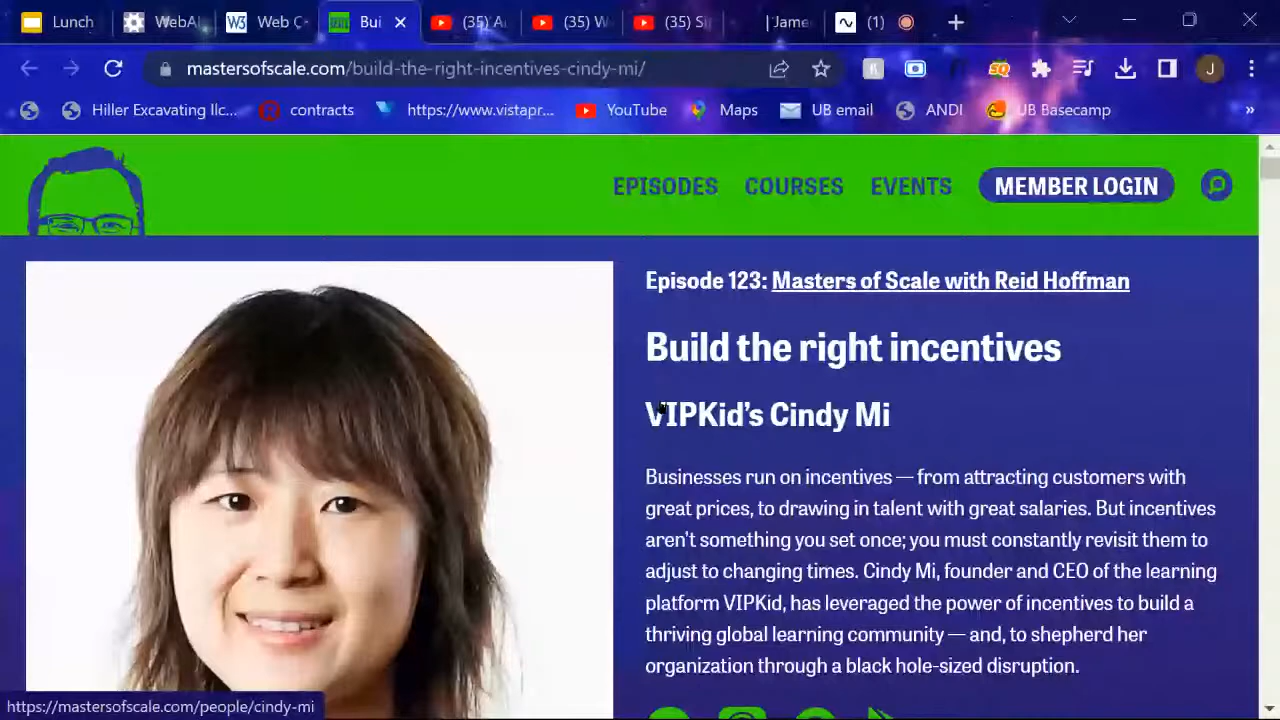 Lunch
WebAI
Web C
Bui
(35) A
(35) W
(35) Si
| Jame
(1)
mastersofscale.com/build-the-right-incentives-cindy-mi/
J
Hiller Excavating llc...
contracts
https://www.vistapr...
YouTube
Maps
UB email
ANDI
UB Basecamp
»
EPISODES
COURSES
EVENTS
MEMBER LOGIN
Episode 123: Masters of Scale with Reid Hoffman
Build the right incentives
VIPKid's Cindy Mi
Businesses run on incentives — from attracting customers with
great prices, to drawing in talent with great salaries. But incentives
aren't something you set once; you must constantly revisit them to
adjust to changing times. Cindy Mi, founder and CEO of the learning
platform VIPKid, has leveraged the power of incentives to build a
thriving global learning community — and, to shepherd her
organization through a black hole-sized disruption.
https://mastersofscale.com/people/cindy-mi